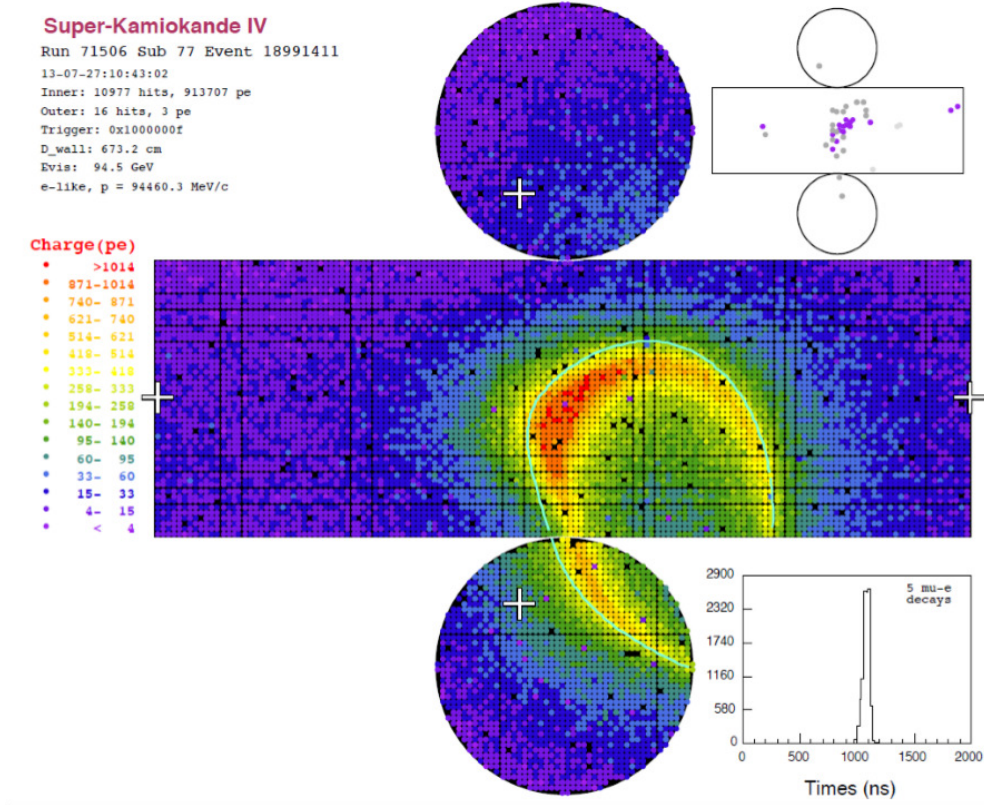 Super-Kamiokande IV
Run 71506 Sub 77 Event 18991411
13-07-27:10:43:02
Inner: 10977 hits, 913707 pe
Outer: 16 hits, 3 pe
Trigger: 0x1000000f
D_wall: 673.2 cm
Evis: 94.5 GeV
e-like, p = 94460.3 MeV/c
Charge(pe)
>1014
871-1014
740- 871
621- 740
514- 621
418- 514
333- 418
258- 333
194- 258
140- 194
95- 140
60- 95
33- 60
15- 33
4- 15
< 4
2900
2320
1740
1160
580
0
5 mu-e
decays
0
500
1000
1500
2000
Times (ns)